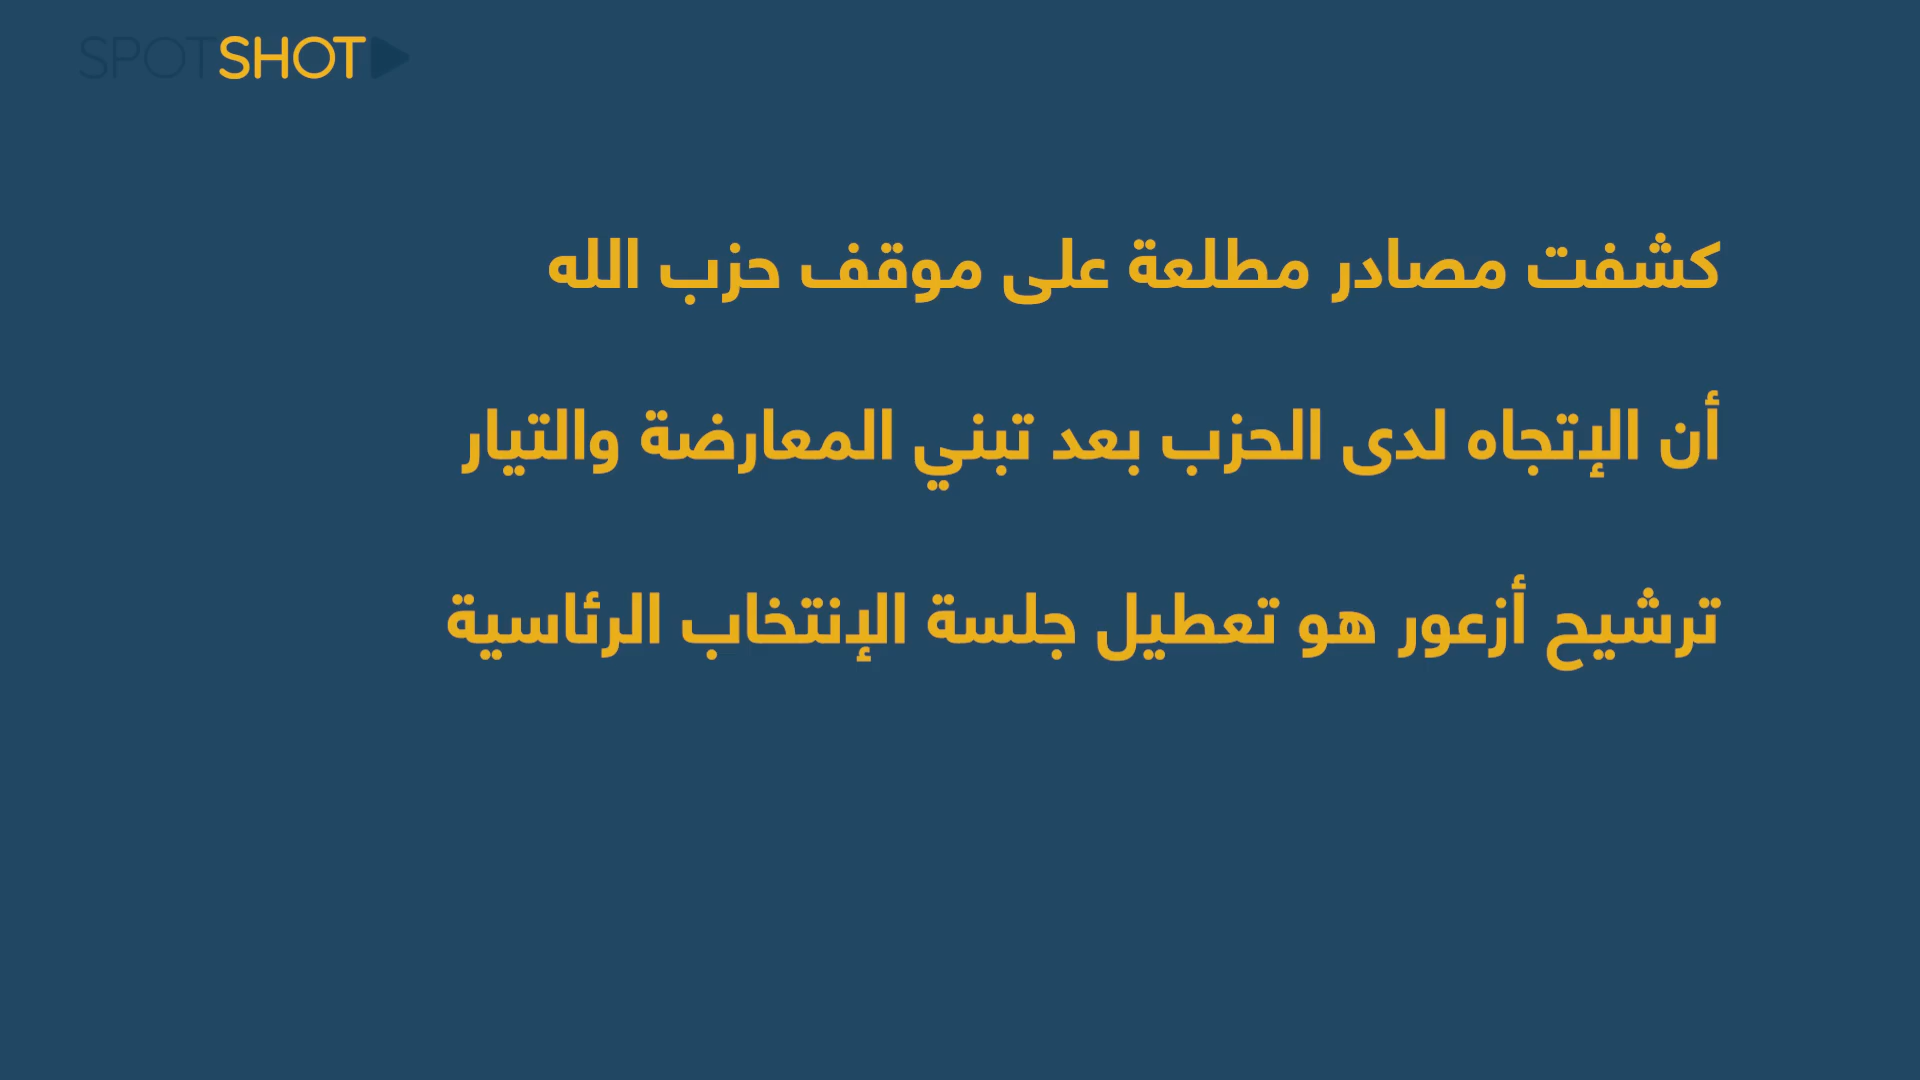 SPOTSHOT
كشفت مصادر مطلعة على موقف حزب الله
أن الإتجاه لدى الحزب بعد تبني المعارضة والتيار
ترشيح أزعور هو تعطيل جلسة الإنتخاب الرئاسية